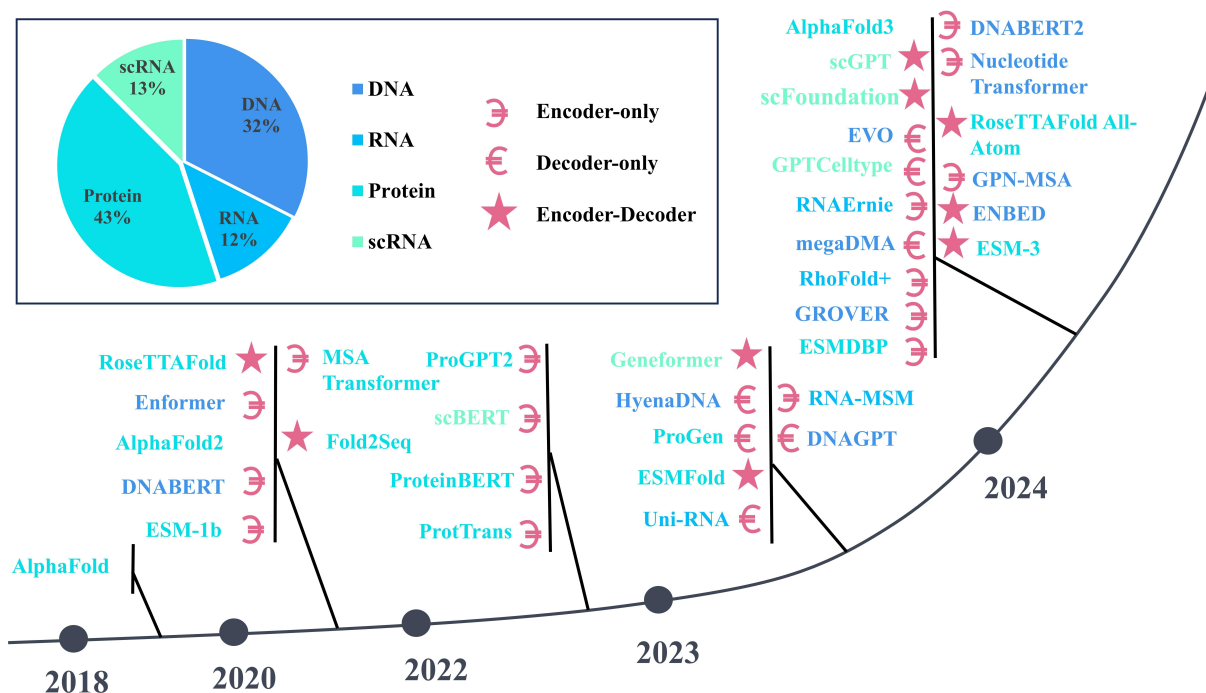 scRNA
13%
DNA
32%
Protein
43%
RNA
12%
DNA
RNA
Protein
scRNA
Encoder-only
Decoder-only
Encoder-Decoder
AlphaFold3
scGPT
scFoundation
EVO
GPTCelltype
RNAErnie
megaDMA
RhoFold+
GROVER
ESMDBP
DNABERT2
Nucleotide
Transformer
RoseTTAFold All-
Atom
GPN-MSA
ENBED
ESM-3
RoseTTAFold
Enformer
AlphaFold2
DNABERT
ESM-1b
MSA
Transformer
Fold2Seq
ProGPT2
scBERT
ProteinBERT
ProtTrans
Geneformer
HyenaDNA
ProGen
ESMFold
Uni-RNA
RNA-MSM
DNAGPT
AlphaFold
2018
2020
2022
2023
2024